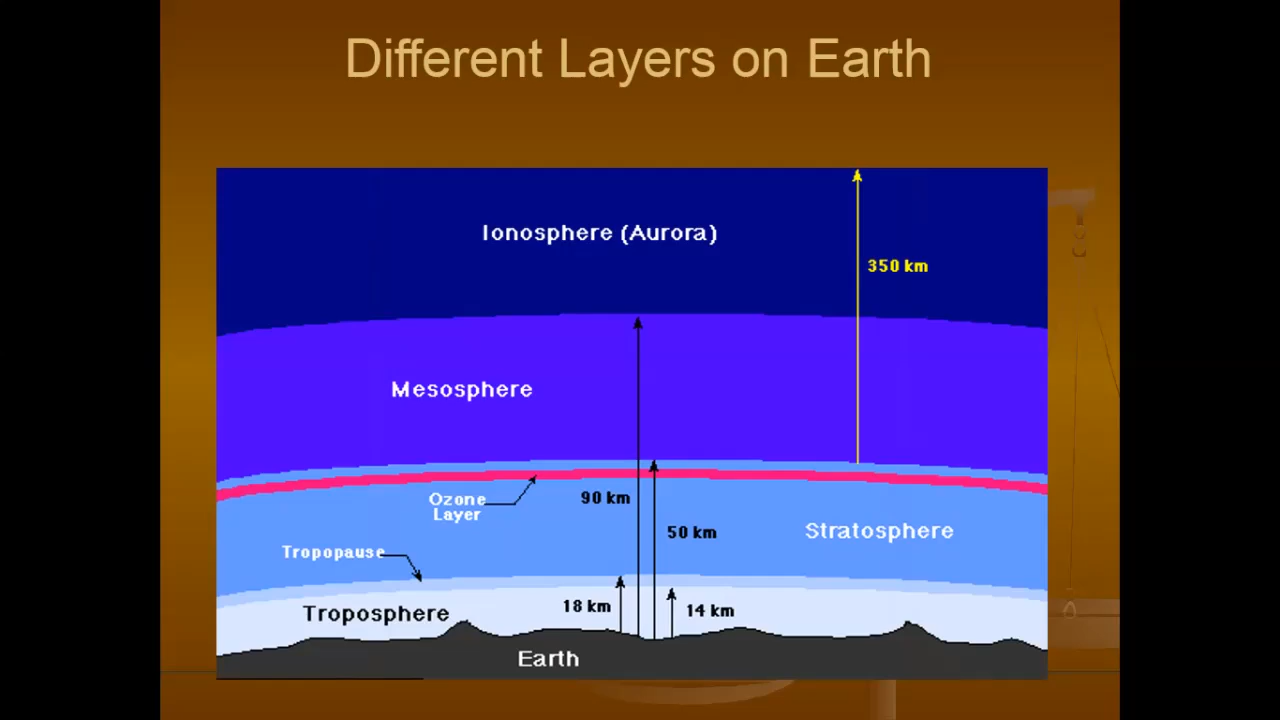 Different Layers on Earth
Ionosphere (Aurora)
350 km
Mesosphere
Ozone
Layer
90 km
50 km
Stratosphere
Tropopause
Troposphere
18 km
14 km
Earth